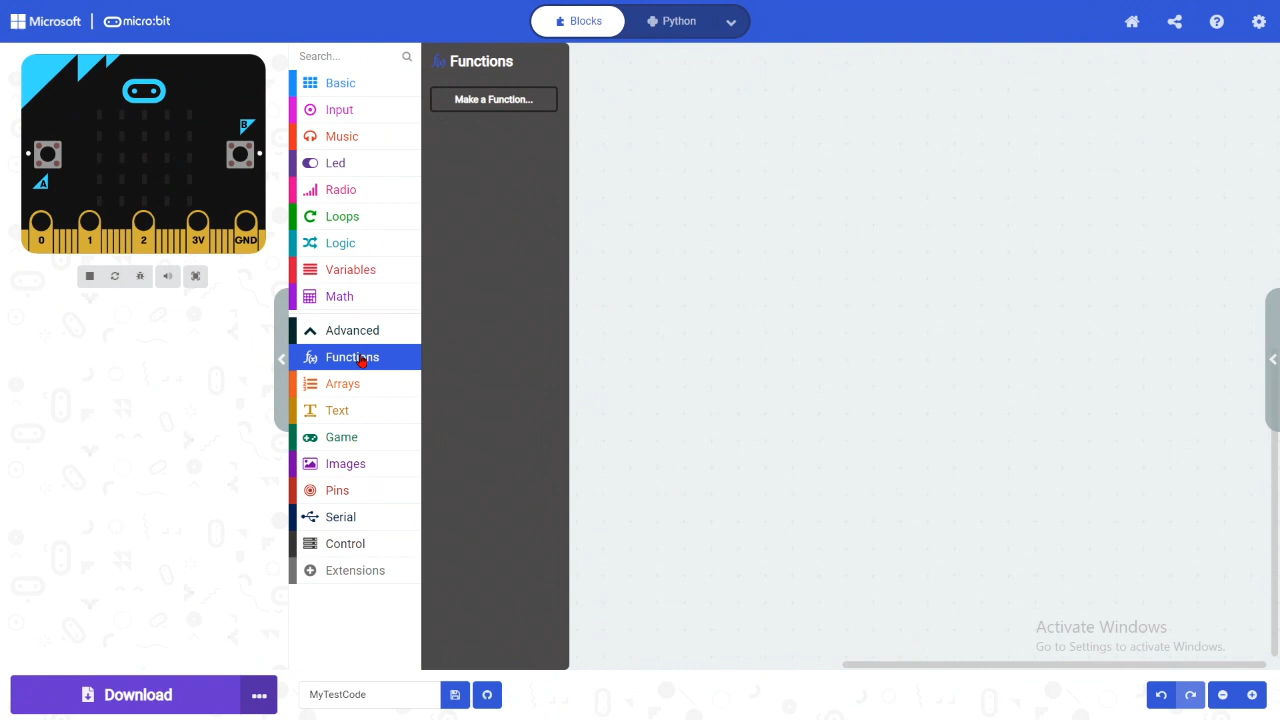 Microsoft
micro:bit
Blocks
Python
Search...
Functions
Make a Function...
Basic
Input
Music
Led
Radio
Loops
Logic
Variables
Math
Advanced
Functions
Arrays
Text
Game
Images
Pins
Serial
Control
Extensions
B
A
0 1 2 3V GND
Activate Windows
Go to Settings to activate Windows.
Download
MyTestCode